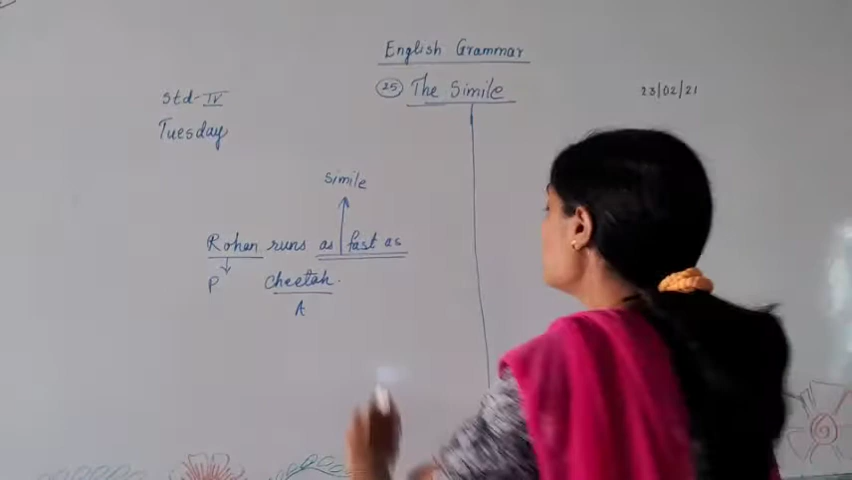 English Grammar
25 The Simile
23/02/21
Std-IV
Tuesday
simile
Rohan runs as fast as
P cheetah.
A